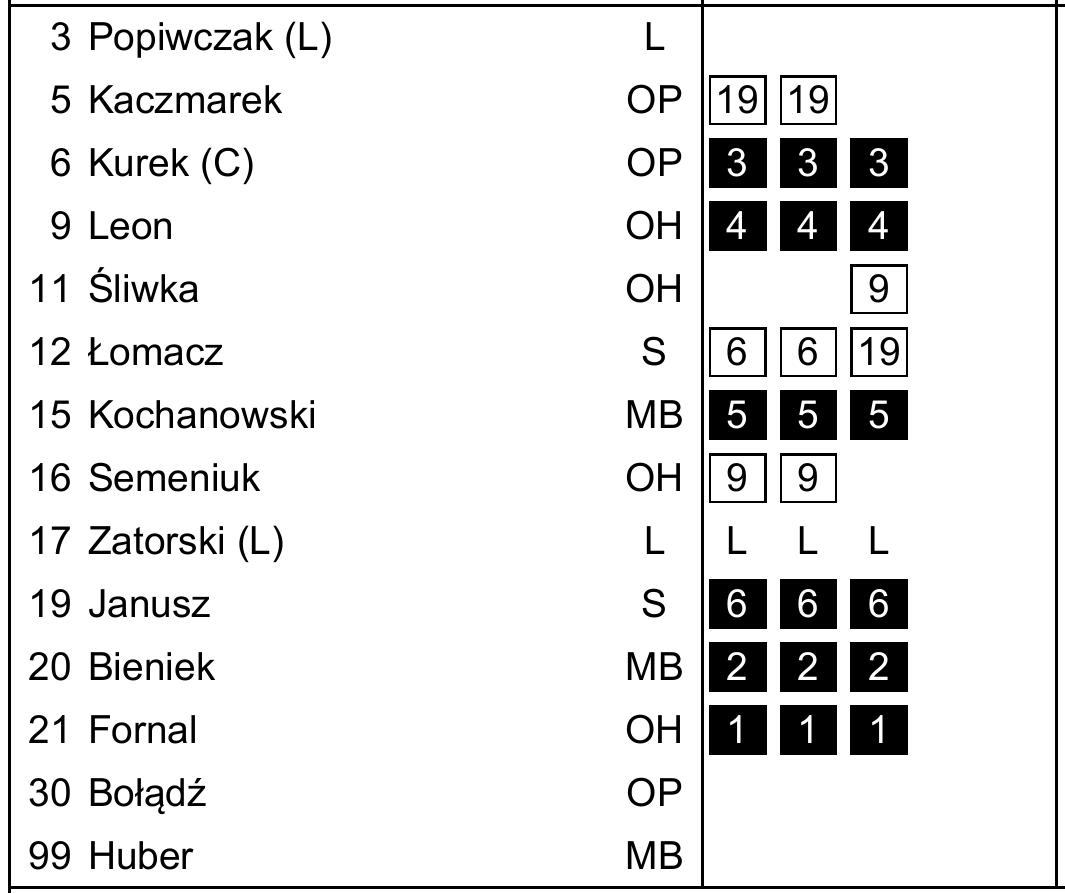 3 Popiwczak (L) L
5 Kaczmarek OP 19 19
6 Kurek (C) OP 3 3 3
9 Leon OH 4 4 4
11 Śliwka OH 9
12 Łomacz S 6 6 19
15 Kochanowski MB 5 5 5
16 Semeniuk OH 9 9
17 Zatorski (L) L L L L
19 Janusz S 6 6 6
20 Bieniek MB 2 2 2
21 Fornal OH 1 1 1
30 Bołądź OP
99 Huber MB